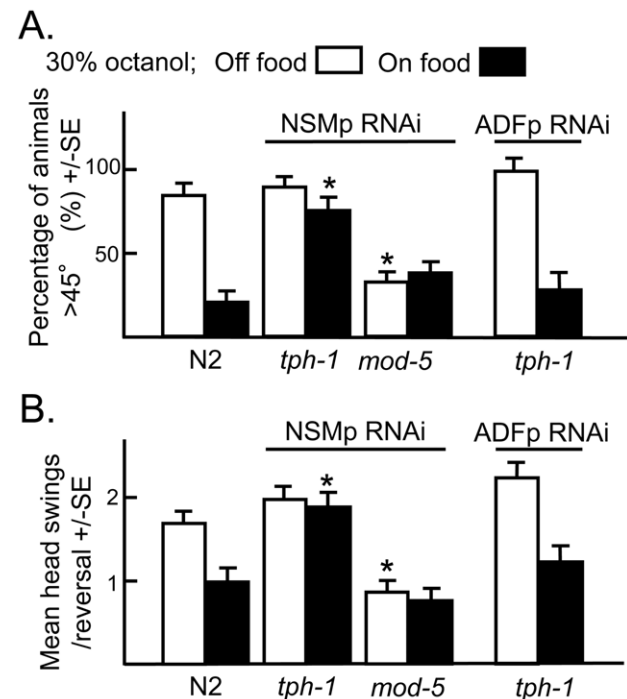 A.
30% octanol; Off food On food
Percentage of animals
(%) +/-SE
>45°
100
50
NSMp RNAi
ADFp RNAi
*
*
N2 tph-1 mod-5 tph-1
B.
Mean head swings
/reversal +/-SE
2
1
NSMp RNAi
ADFp RNAi
*
*
N2 tph-1 mod-5 tph-1